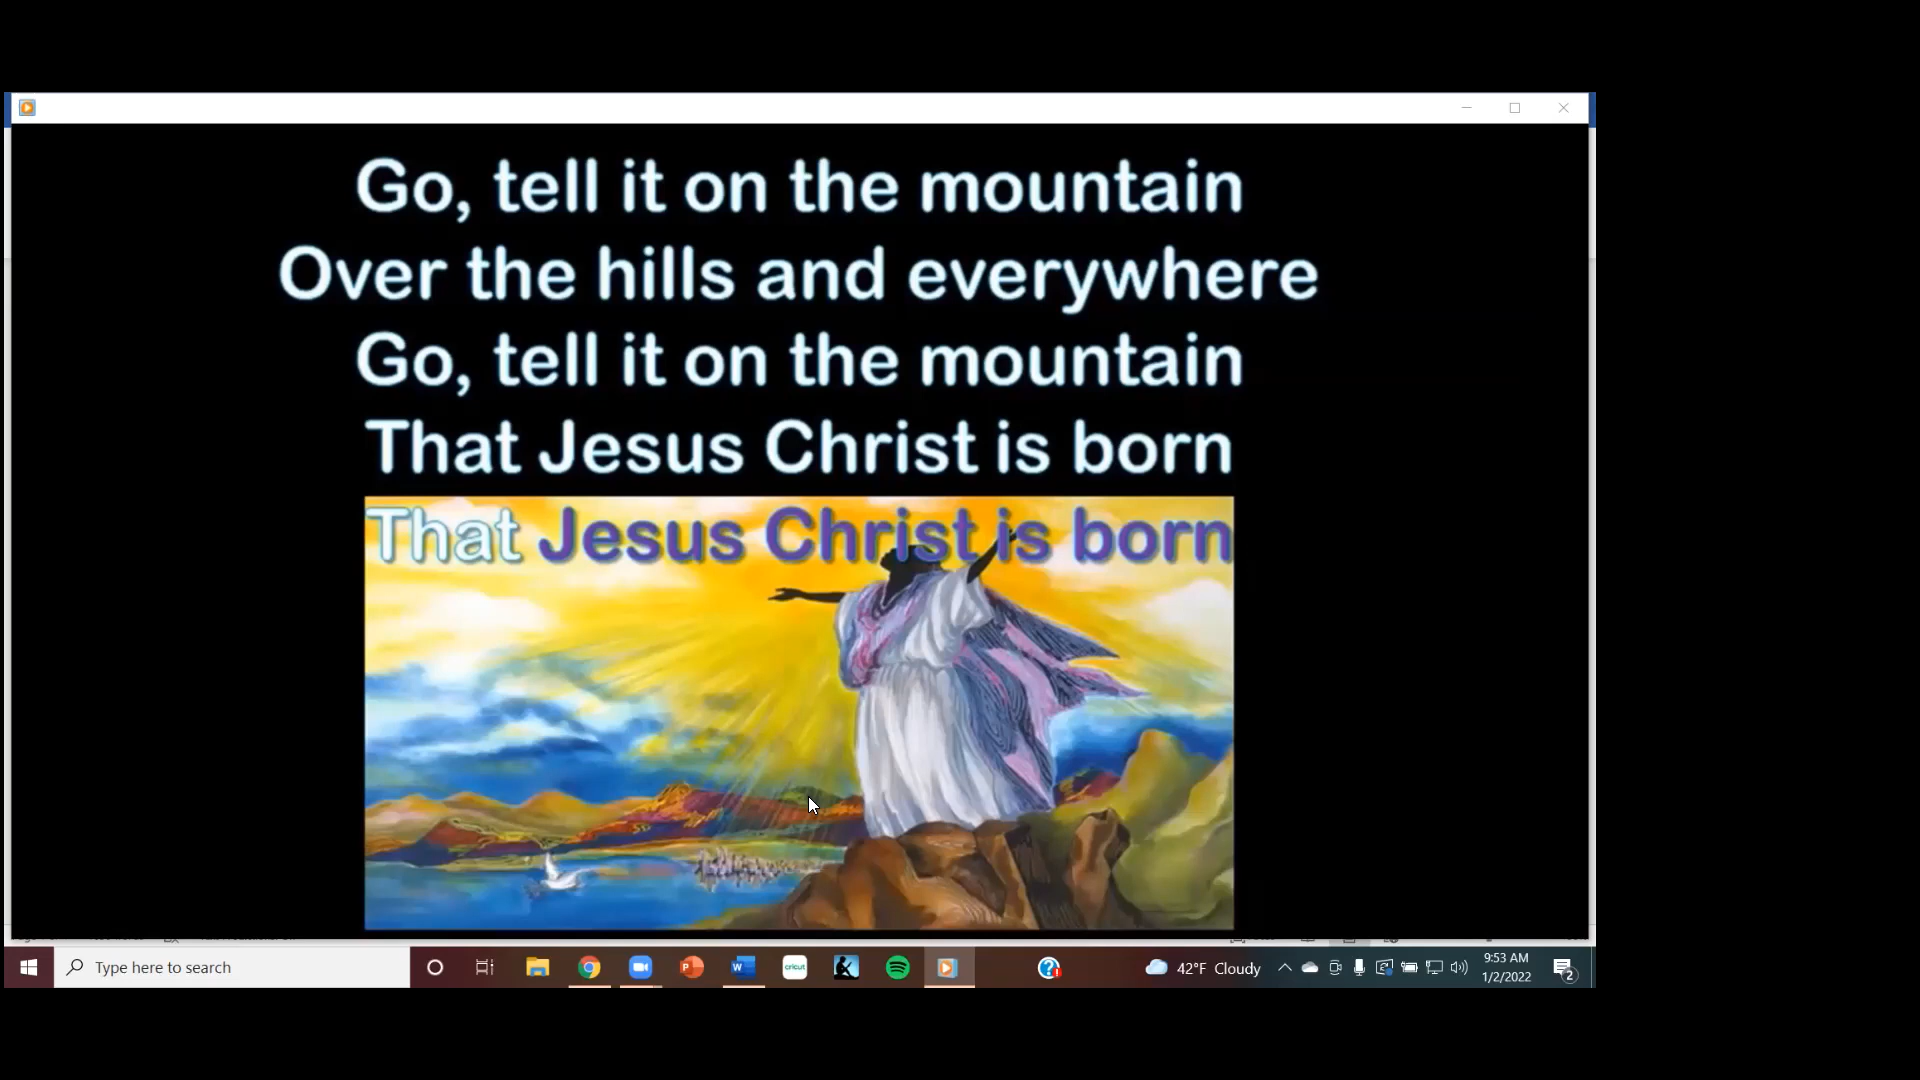 Go, tell it on the mountain
Over the hills and everywhere
Go, tell it on the mountain
That Jesus Christ is born
That Jesus Christ is born
Type here to search
cricut
42°F Cloudy
9:53 AM
1/2/2022
2